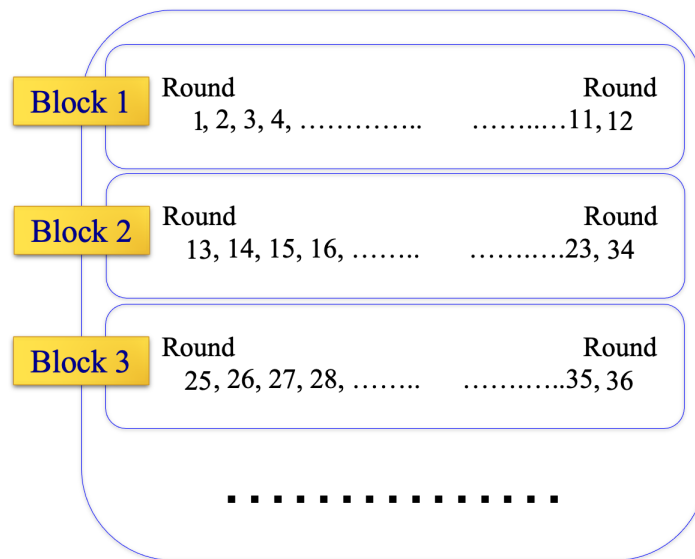 Block 1
Round Round
1, 2, 3, 4, ………….. ……..…11, 12
Block 2
Round Round
13, 14, 15, 16, …….. …….…..23, 34
Block 3
Round Round
25, 26, 27, 28, …….. …….…..35, 36
. . . . . . . . . . . . . . .